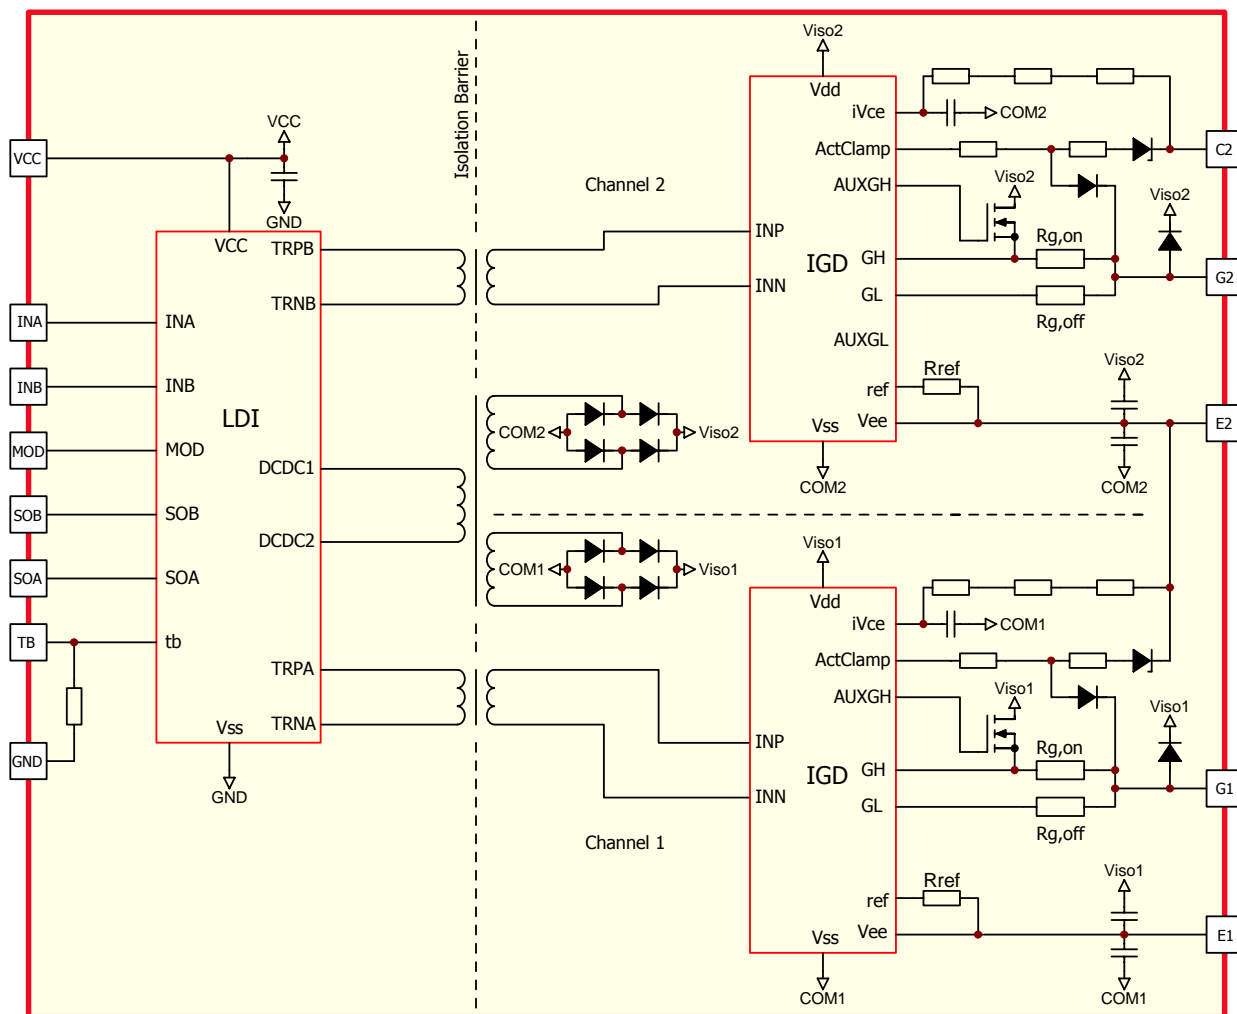 Viso2
Isolation Barrier
Vdd
iVce
COM2
VCC
VCC
ActClamp
C2
Channel 2
AUXGH
Viso2
Viso2
GND
VCC
TRPB
INP
IGD
GH
Rg,on
G2
INN
TRNB
GL
Rg,off
INA
INA
AUXGL
Viso2
INB
INB
Rref
ref
LDI
COM2
Viso2
Vss
Vee
E2
MOD
MOD
DCDC1
COM2
COM2
SOB
SOB
DCDC2
Viso1
COM1
Viso1
SOA
SOA
Vdd
iVce
COM1
TB
tb
ActClamp
TRPA
AUXGH
Viso1
Viso1
Vss
TRNA
INP
GND
IGD
GH
Rg,on
G1
GND
INN
GL
Rg,off
Channel 1
Viso1
Rref
ref
Vss
Vee
E1
COM1
COM1